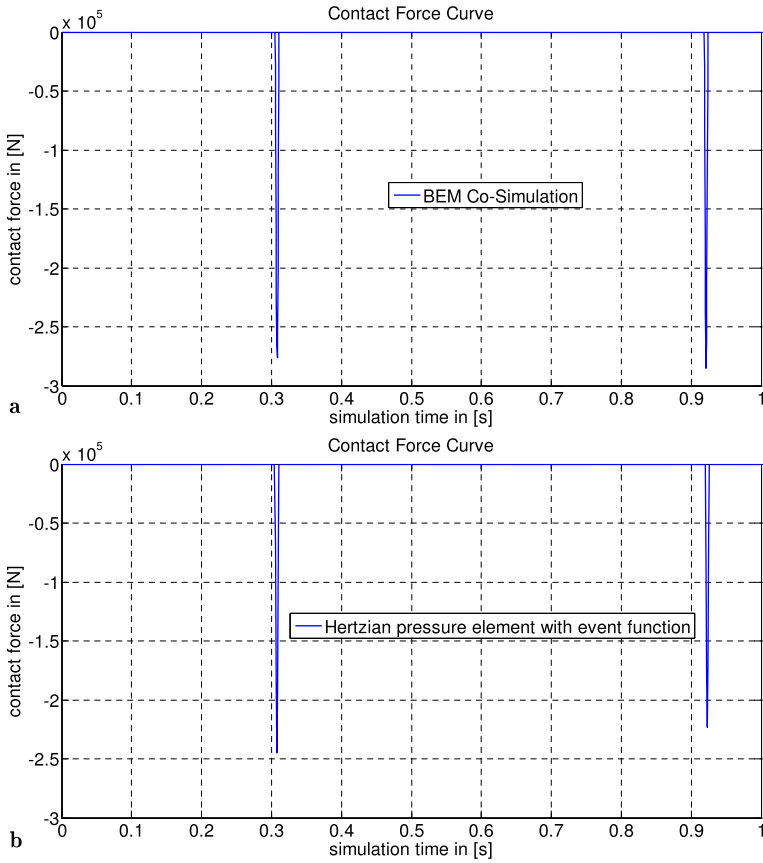 Contact Force Curve
x 10^5
0
-0.5
-1
-1.5
-2
-2.5
-3
contact force in [N]
BEM Co-Simulation
0 0.1 0.2 0.3 0.4 0.5 0.6 0.7 0.8 0.9 1
simulation time in [s]
a
Contact Force Curve
x 10^5
0
-0.5
-1
-1.5
-2
-2.5
-3
contact force in [N]
Hertzian pressure element with event function
0 0.1 0.2 0.3 0.4 0.5 0.6 0.7 0.8 0.9 1
simulation time in [s]
b